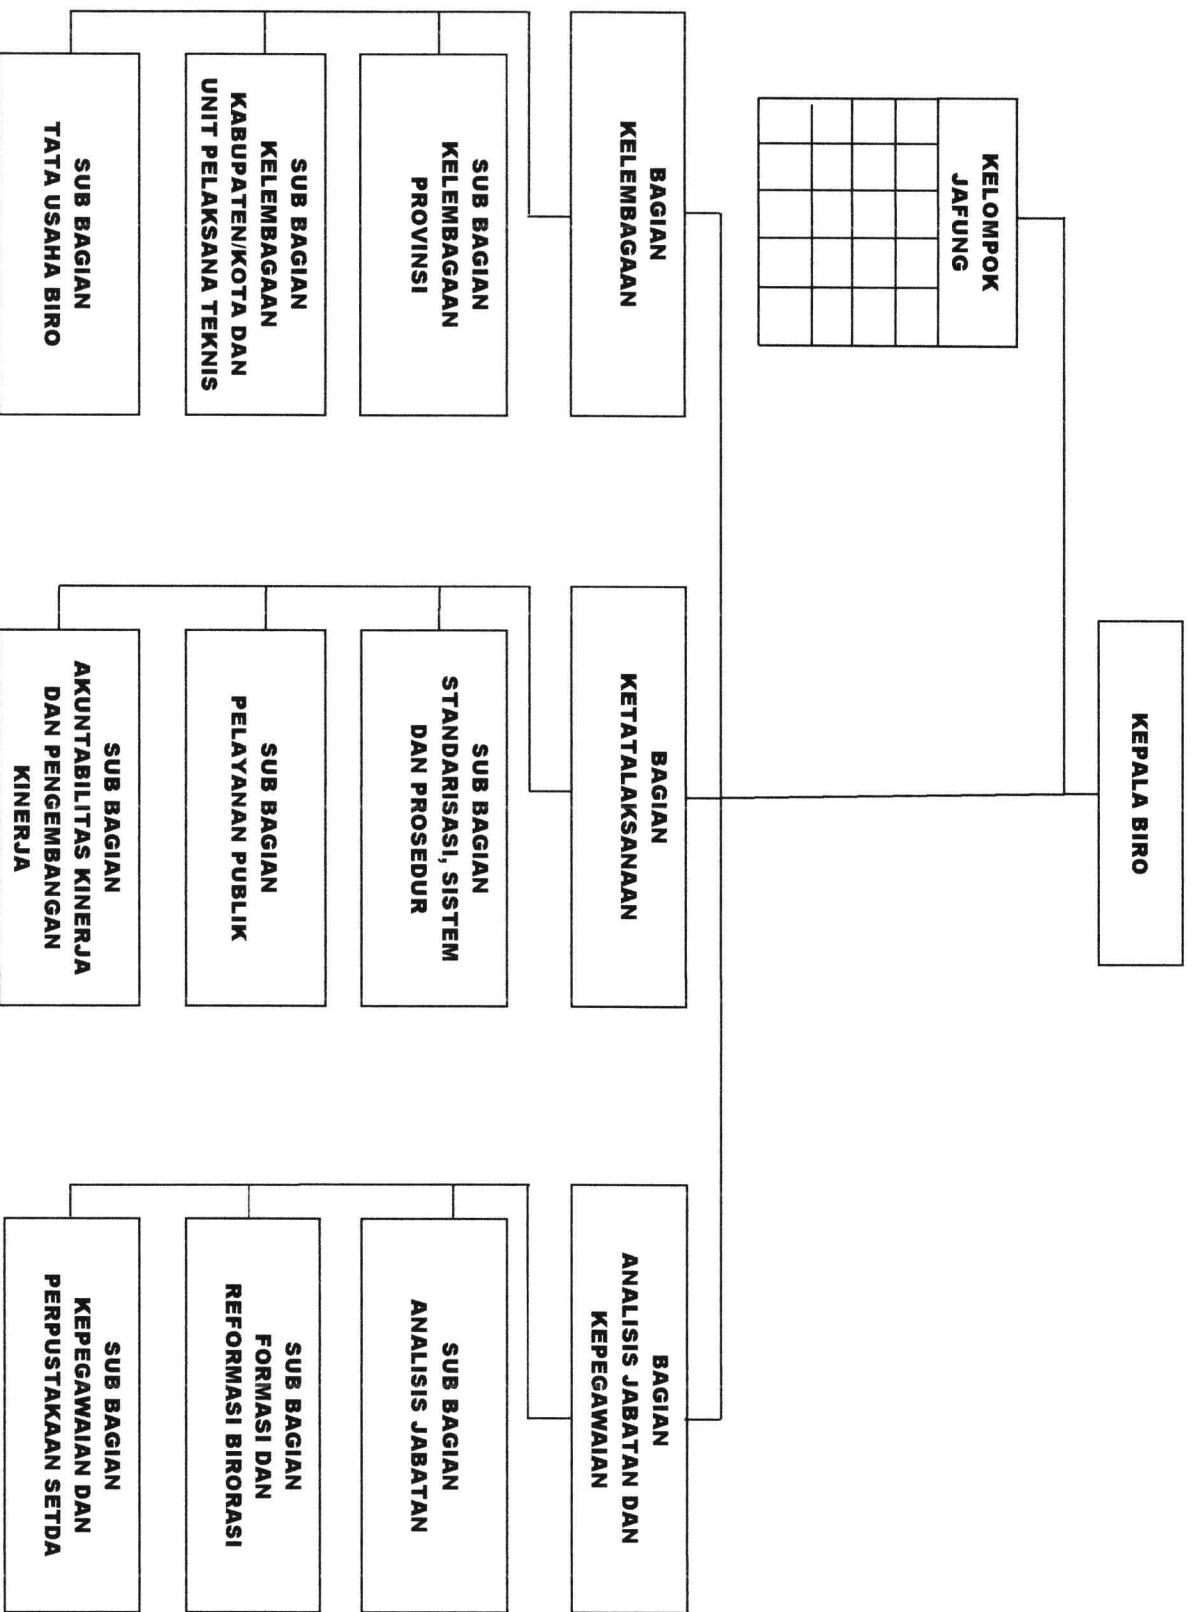 KEPALA BIRO
KELOMPOK
JAFUNG
BAGIAN
KELEMBAGAAN
BAGIAN
KETATALAKSANAAN
BAGIAN
ANALISIS JABATAN DAN
KEPEGAWAIAN
SUB BAGIAN
KELEMBAGAAN
PROVINSI
SUB BAGIAN
STANDARISASI, SISTEM
DAN PROSEDUR
SUB BAGIAN
ANALISIS JABATAN
SUB BAGIAN
KELEMBAGAAN
KABUPATEN/KOTA DAN
UNIT PELAKSANA TEKNIS
SUB BAGIAN
PELAYANAN PUBLIK
SUB BAGIAN
FORMASI DAN
REFORMASI BIRORASI
SUB BAGIAN
TATA USAHA BIRO
SUB BAGIAN
AKUNTABILITAS KINERJA
DAN PENGEMBANGAN
KINERJA
SUB BAGIAN
KEPEGAWAIAN DAN
PERPUSTAKAAN SETDA